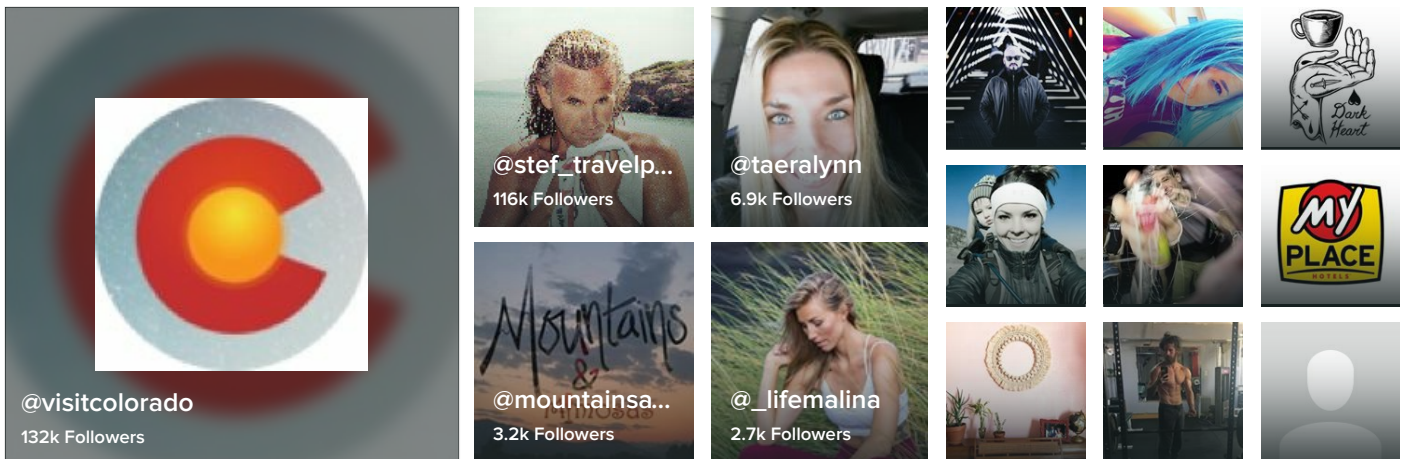 @visitcolorado
132k Followers
@stef_travelp...
116k Followers
@taeralynn
6.9k Followers
Mountains
&
mimosas
@mountainsa...
3.2k Followers
@_lifemalina
2.7k Followers
Dark
Heart
MY
PLACE
HOTELS